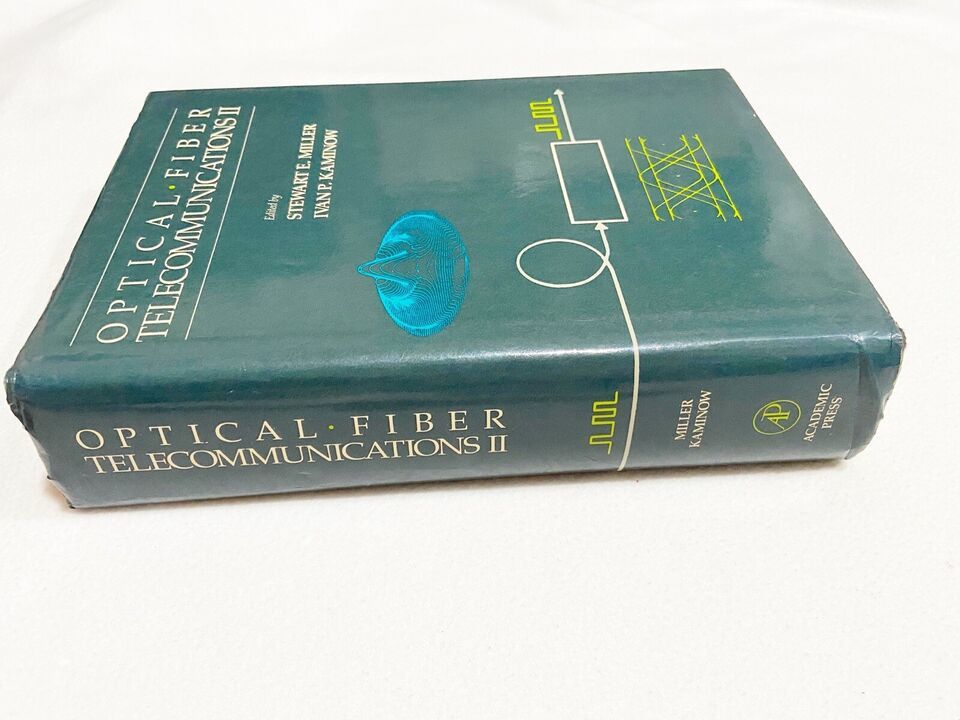 OPTICAL·FIBER
TELECOMMUNICATIONS II
Edited by
STEWART E. MILLER
IVAN P. KAMINOW
OPTICAL·FIBER
TELECOMMUNICATIONS II
MILLER
KAMINOW
AP
ACADEMIC
PRESS